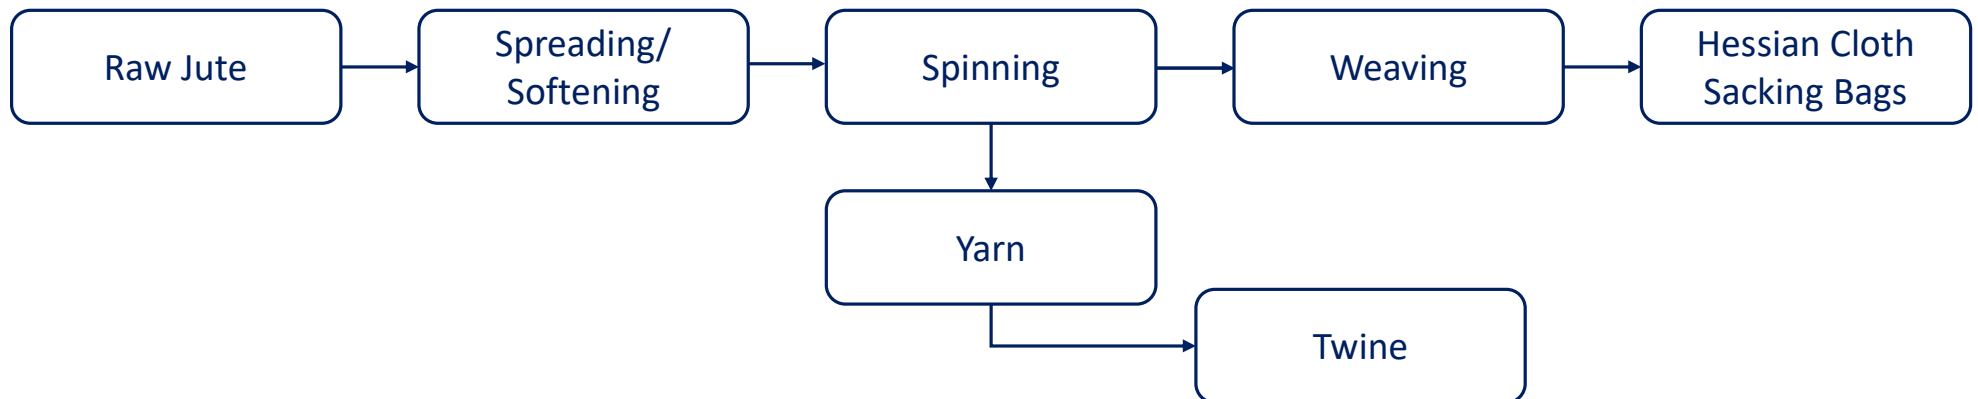 Raw Jute
Spreading/
Softening
Spinning
Weaving
Hessian Cloth
Sacking Bags
Yarn
Twine